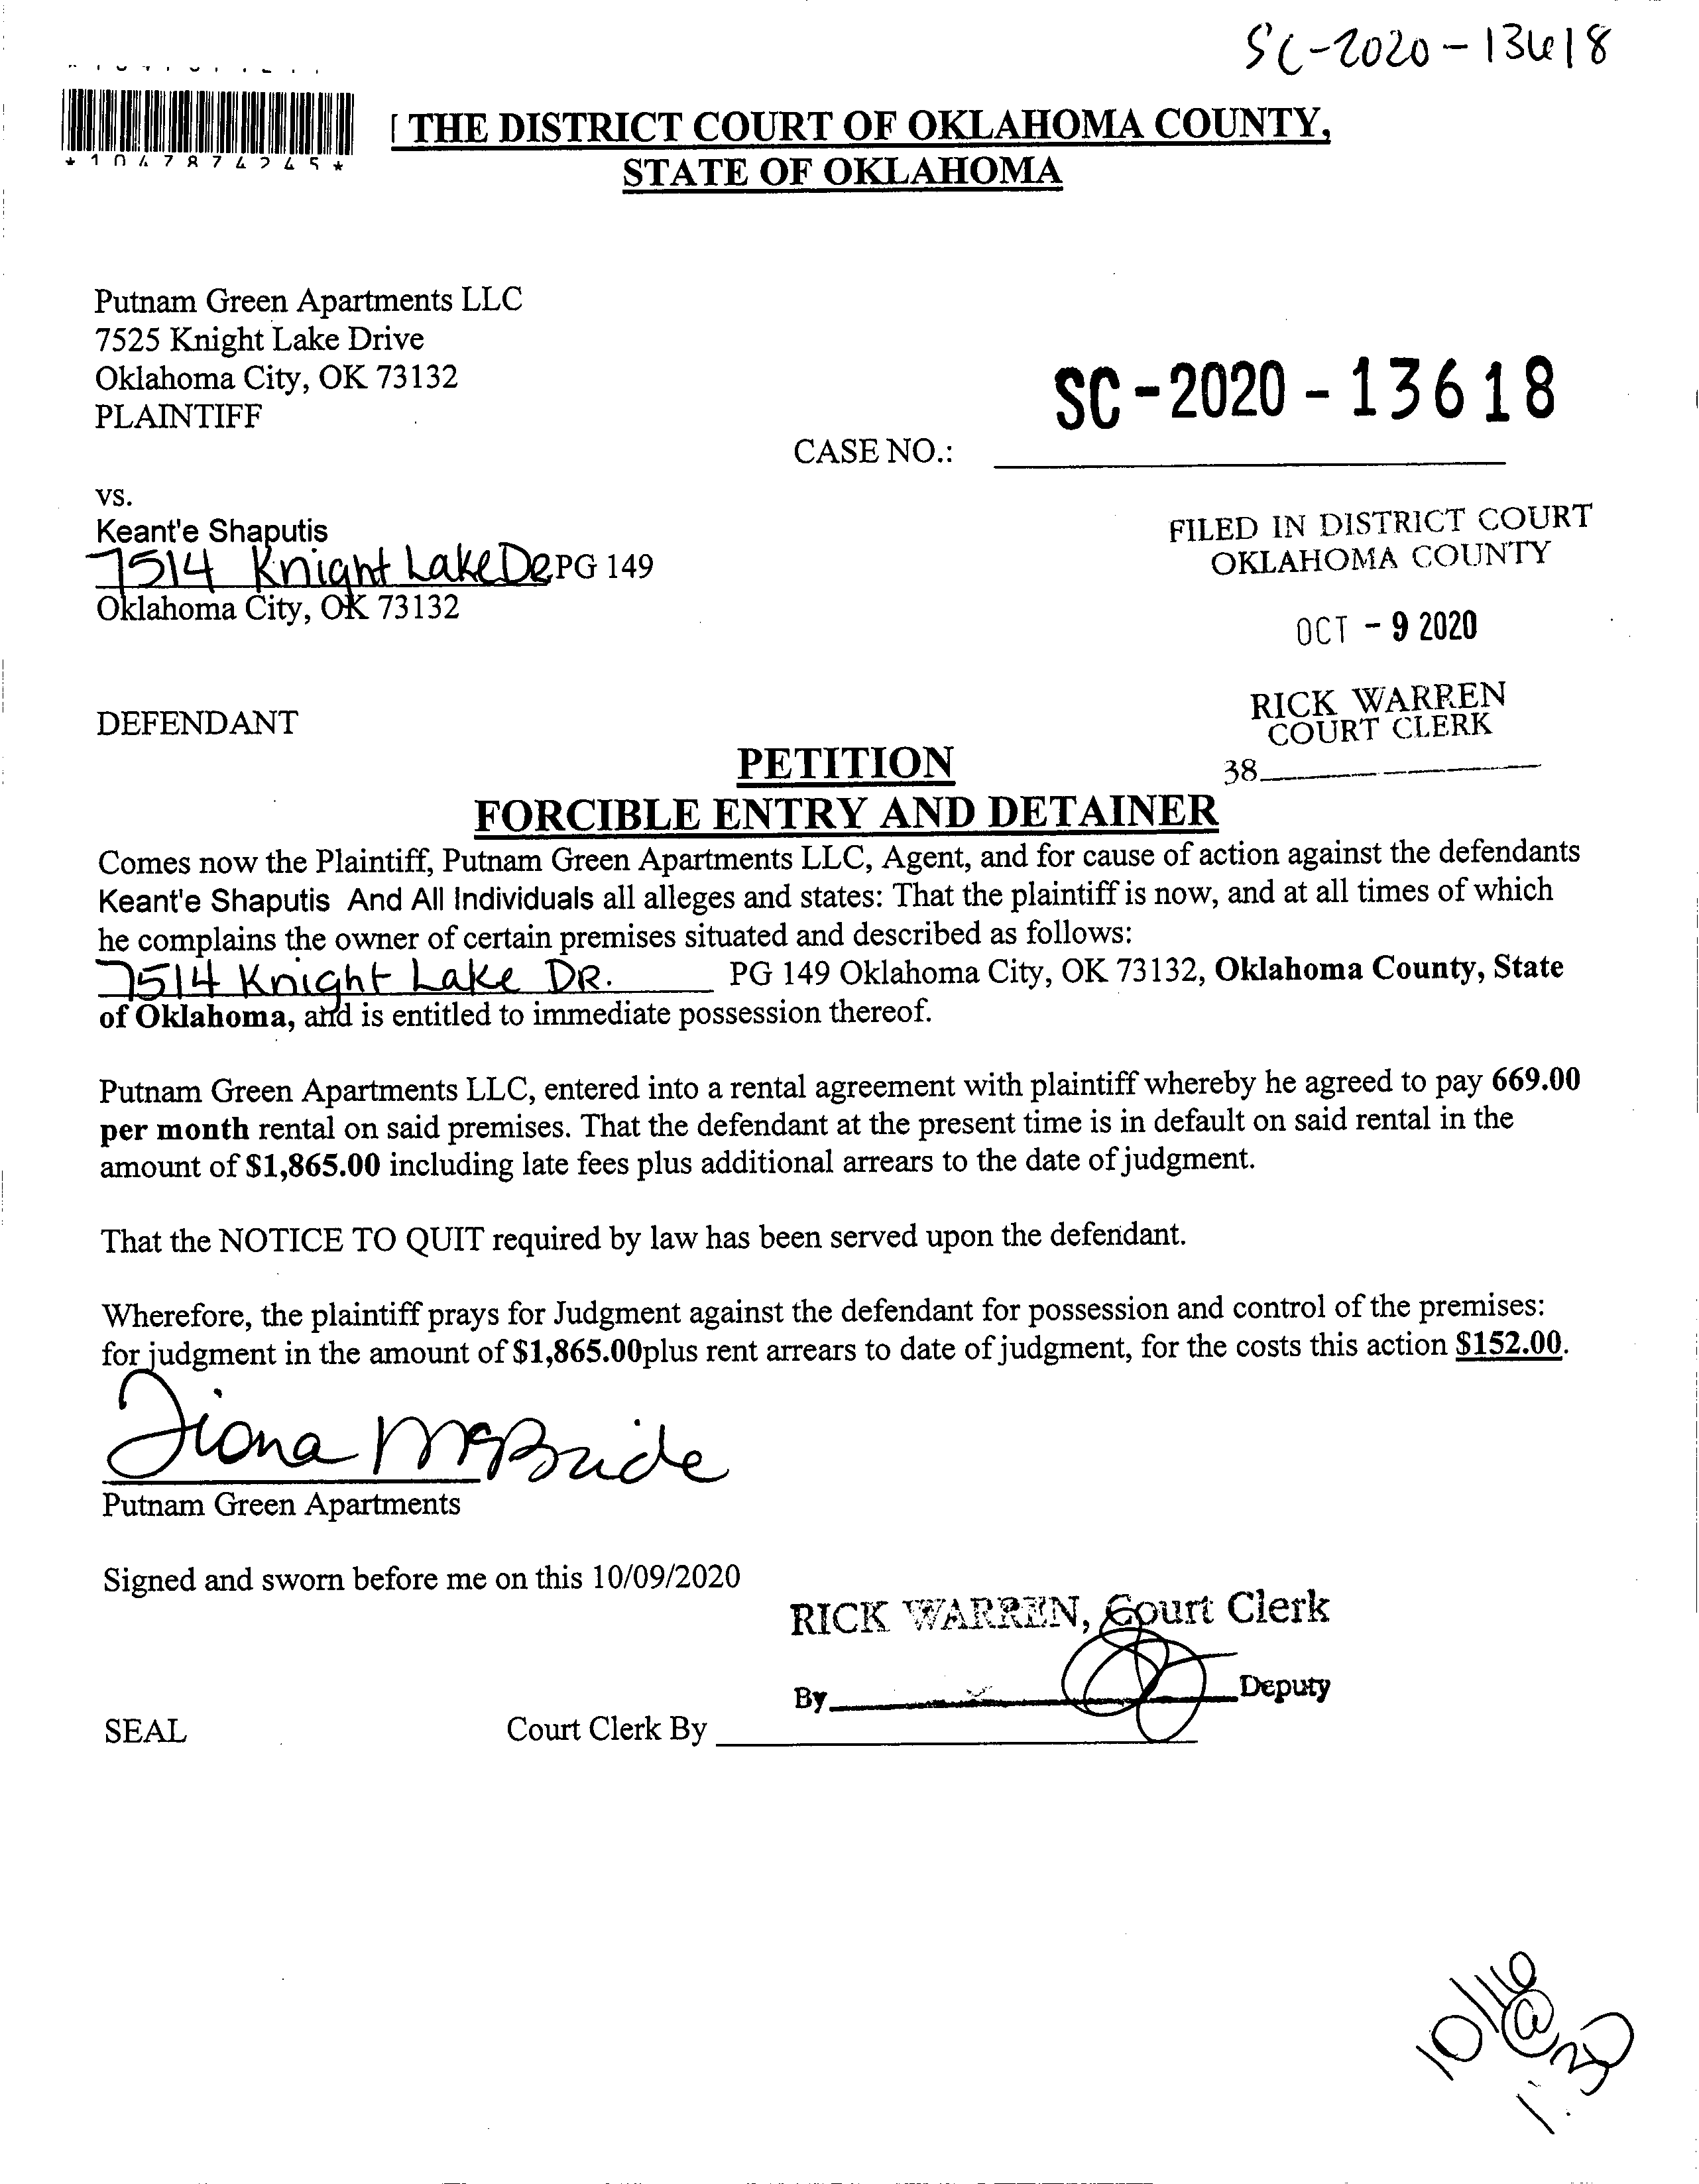 SC-2020-13618
*1047874245*
THE DISTRICT COURT OF OKLAHOMA COUNTY,
STATE OF OKLAHOMA
Putnam Green Apartments LLC
7525 Knight Lake Drive
Oklahoma City, OK 73132
PLAINTIFF
SC-2020-13618
CASE NO.:
vs.
Keant'e Shaputis
7514 Knight Lake DR PG 149
Oklahoma City, OK 73132
FILED IN DISTRICT COURT
OKLAHOMA COUNTY
OCT - 9 2020
RICK WARREN
COURT CLERK
38
DEFENDANT
PETITION
FORCIBLE ENTRY AND DETAINER
Comes now the Plaintiff, Putnam Green Apartments LLC, Agent, and for cause of action against the defendants
Keant'e Shaputis And All Individuals all alleges and states: That the plaintiff is now, and at all times of which
he complains the owner of certain premises situated and described as follows:
7514 Knight Lake DR. PG 149 Oklahoma City, OK 73132, Oklahoma County, State
of Oklahoma, and is entitled to immediate possession thereof.
Putnam Green Apartments LLC, entered into a rental agreement with plaintiff whereby he agreed to pay 669.00
per month rental on said premises. That the defendant at the present time is in default on said rental in the
amount of $1,865.00 including late fees plus additional arrears to the date of judgment.
That the NOTICE TO QUIT required by law has been served upon the defendant.
Wherefore, the plaintiff prays for Judgment against the defendant for possession and control of the premises:
for judgment in the amount of $1,865.00plus rent arrears to date of judgment, for the costs this action $152.00.
Fiona McBride
Putnam Green Apartments
Signed and sworn before me on this 10/09/2020
RICK WARREN, Court Clerk
By Deputy
SEAL Court Clerk By
10/16
@
1:30